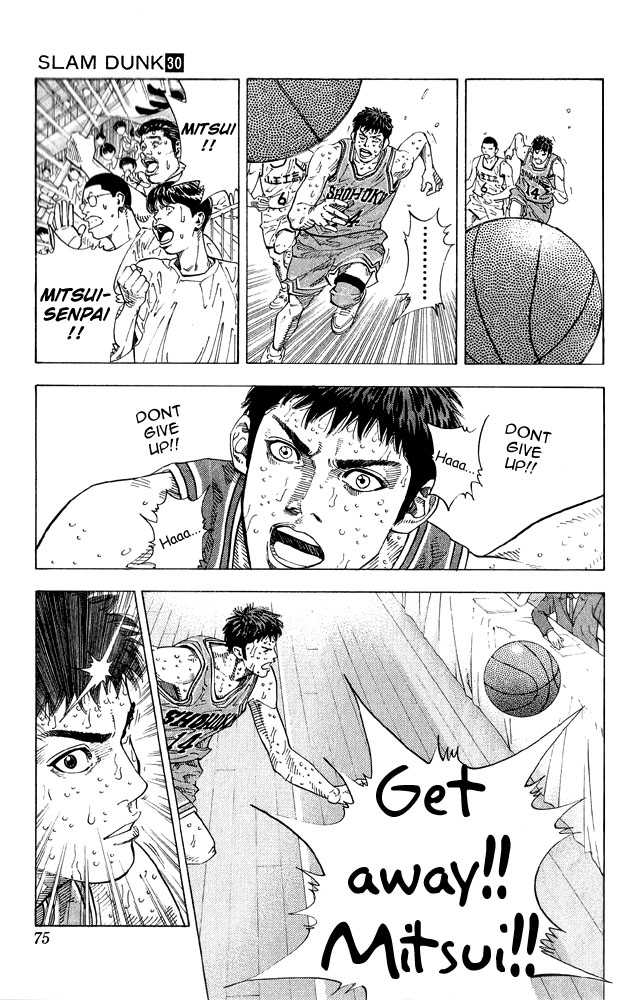 SLAM DUNK 30
6
14
.........
SHOHOKU
4
6
MITSUI
!!
MITSUI-
SENPAI
!!
DONT
GIVE
UP!!
Haaa...
DONT
GIVE
UP!!
Haaa...
SHOHOKU
14
Get
away!!
Mitsui!!
75